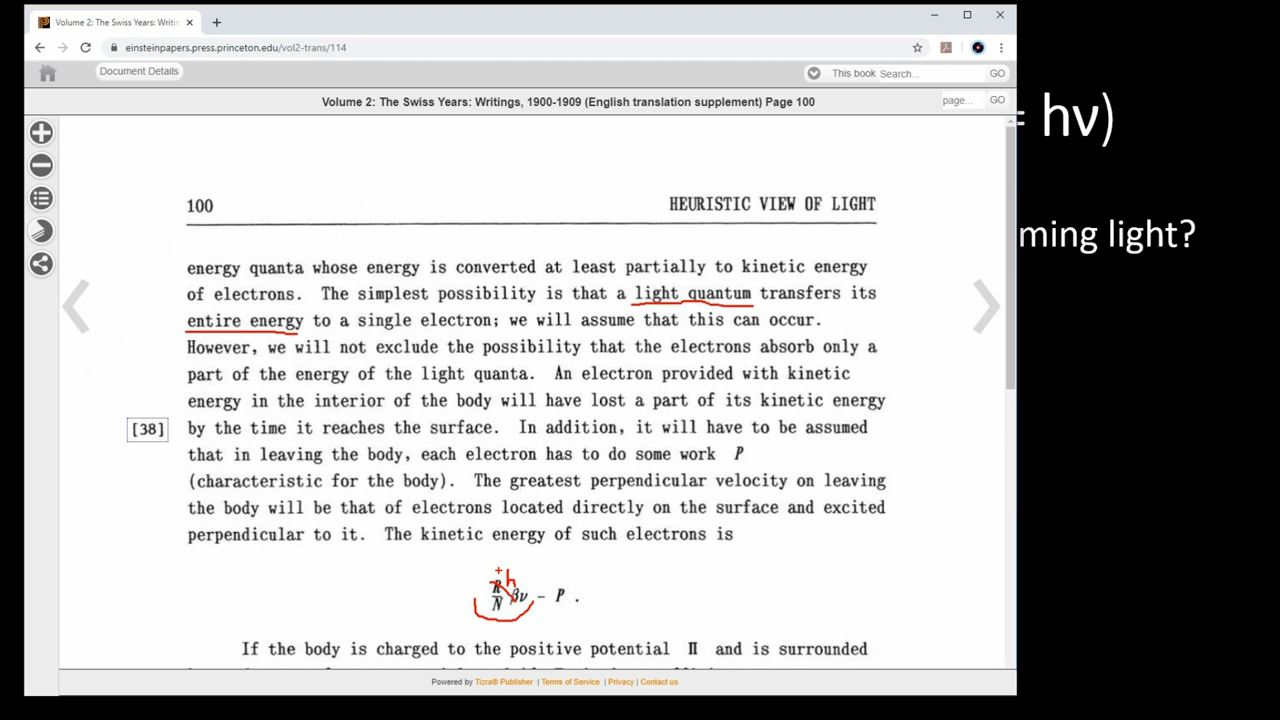 Volume 2: The Swiss Years: Writin
einsteinpapers.press.princeton.edu/vol2-trans/114
Document Details
This book Search... GO
Volume 2: The Swiss Years: Writings, 1900-1909 (English translation supplement) Page 100
page... GO
= hν)
ming light?
100 HEURISTIC VIEW OF LIGHT
energy quanta whose energy is converted at least partially to kinetic energy
of electrons. The simplest possibility is that a light quantum transfers its
entire energy to a single electron; we will assume that this can occur.
However, we will not exclude the possibility that the electrons absorb only a
part of the energy of the light quanta. An electron provided with kinetic
energy in the interior of the body will have lost a part of its kinetic energy
[38] by the time it reaches the surface. In addition, it will have to be assumed
that in leaving the body, each electron has to do some work P
(characteristic for the body). The greatest perpendicular velocity on leaving
the body will be that of electrons located directly on the surface and excited
perpendicular to it. The kinetic energy of such electrons is
h
R/N βν – P .
If the body is charged to the positive potential Π and is surrounded
Powered by Tizra® Publisher | Terms of Service | Privacy | Contact us